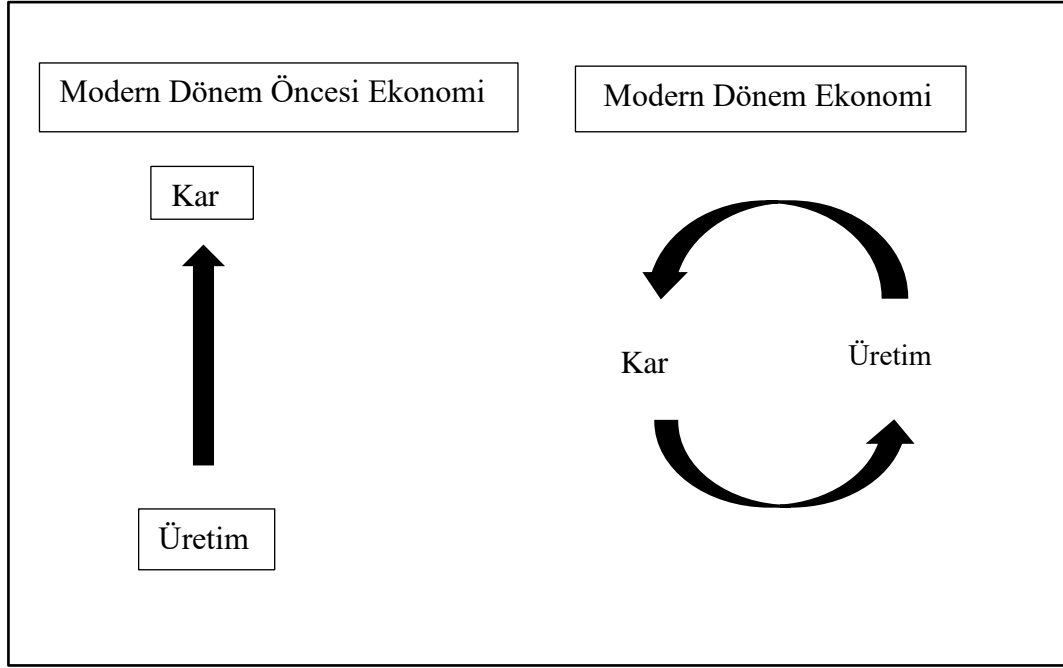 Modern Dönem Öncesi Ekonomi
Kar
Üretim
Modern Dönem Ekonomi
Kar
Üretim